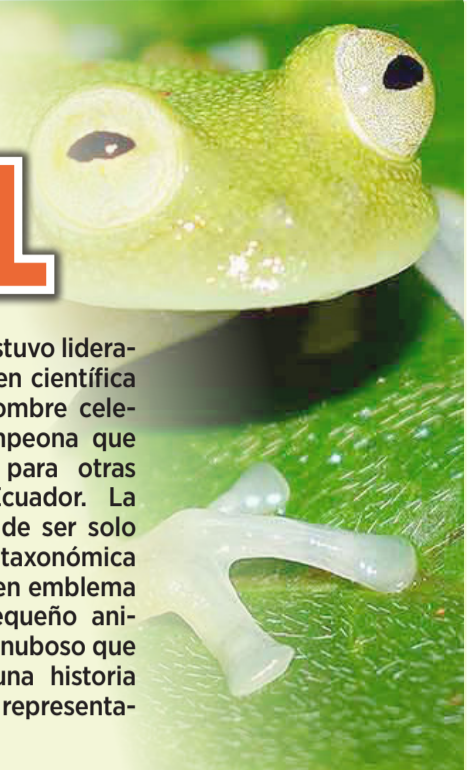 L
stuvo lidera-
en científica
ombre cele-
mpeona que
para otras
Ecuador. La
de ser solo
taxonómica
en emblema
equeño ani-
nuboso que
una historia
representa-